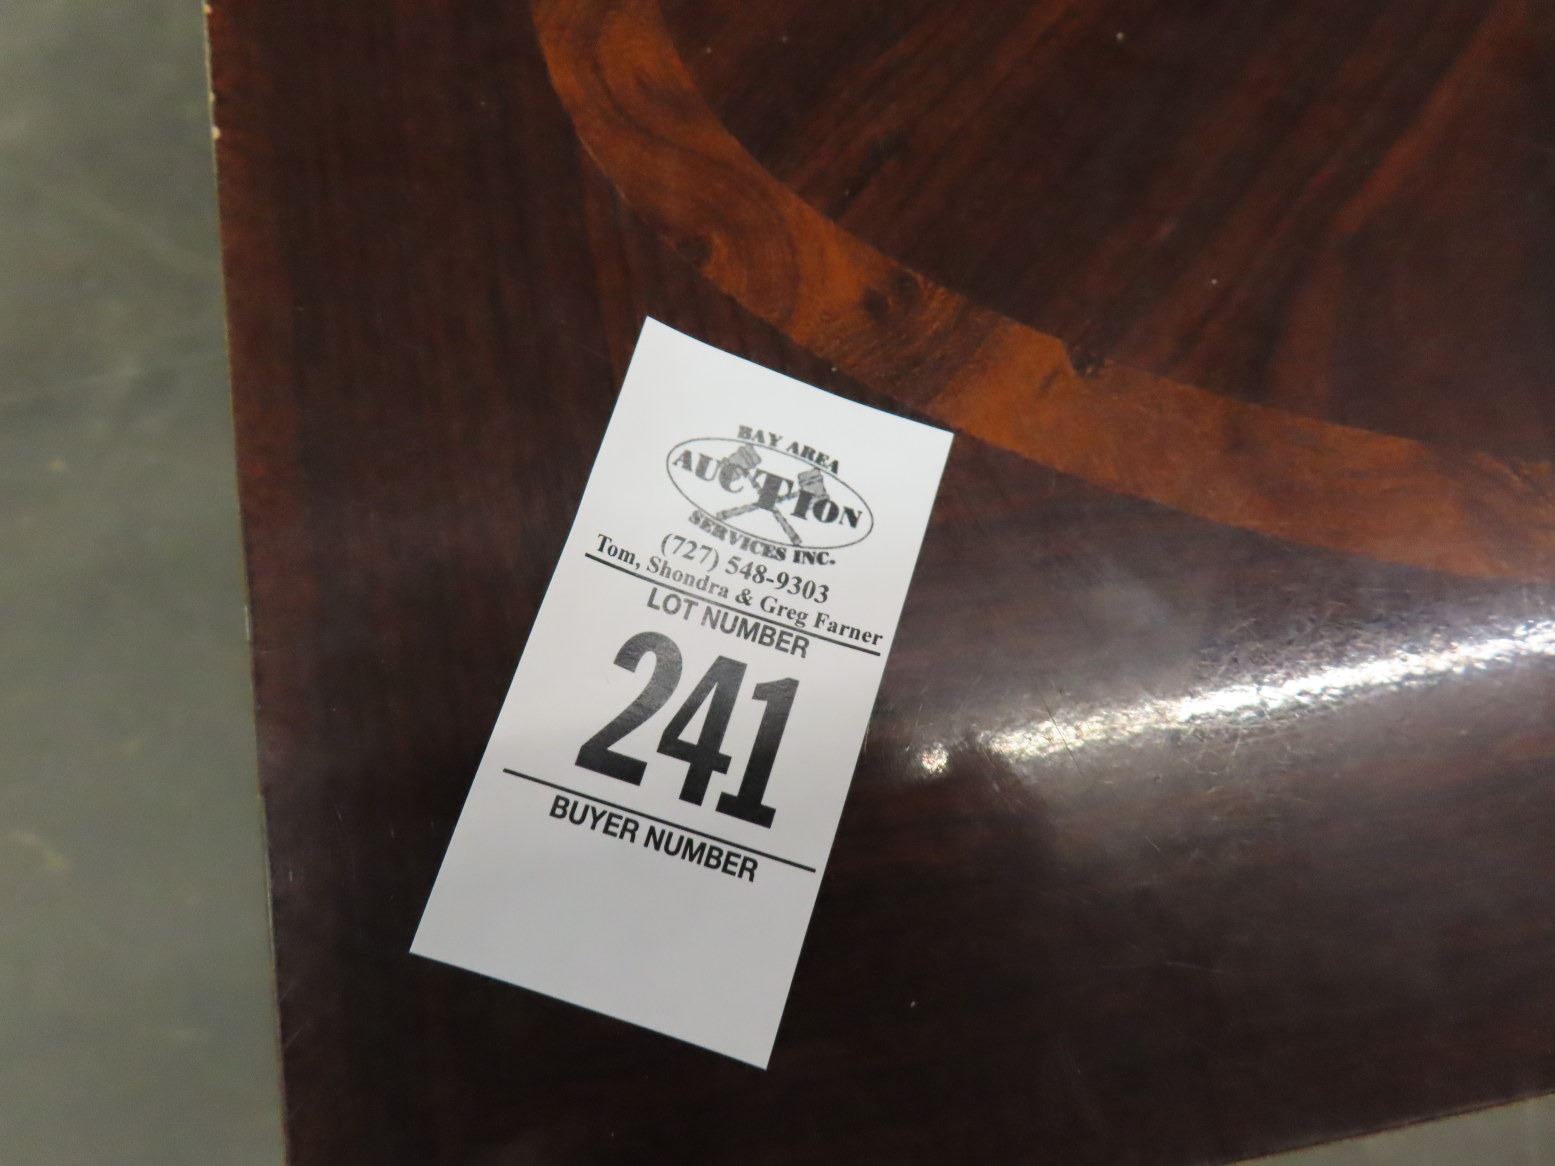 BAY AREA
AUCTION
SERVICES INC.
(727) 548-9303
Tom, Shondra & Greg Farner
LOT NUMBER
241
BUYER NUMBER